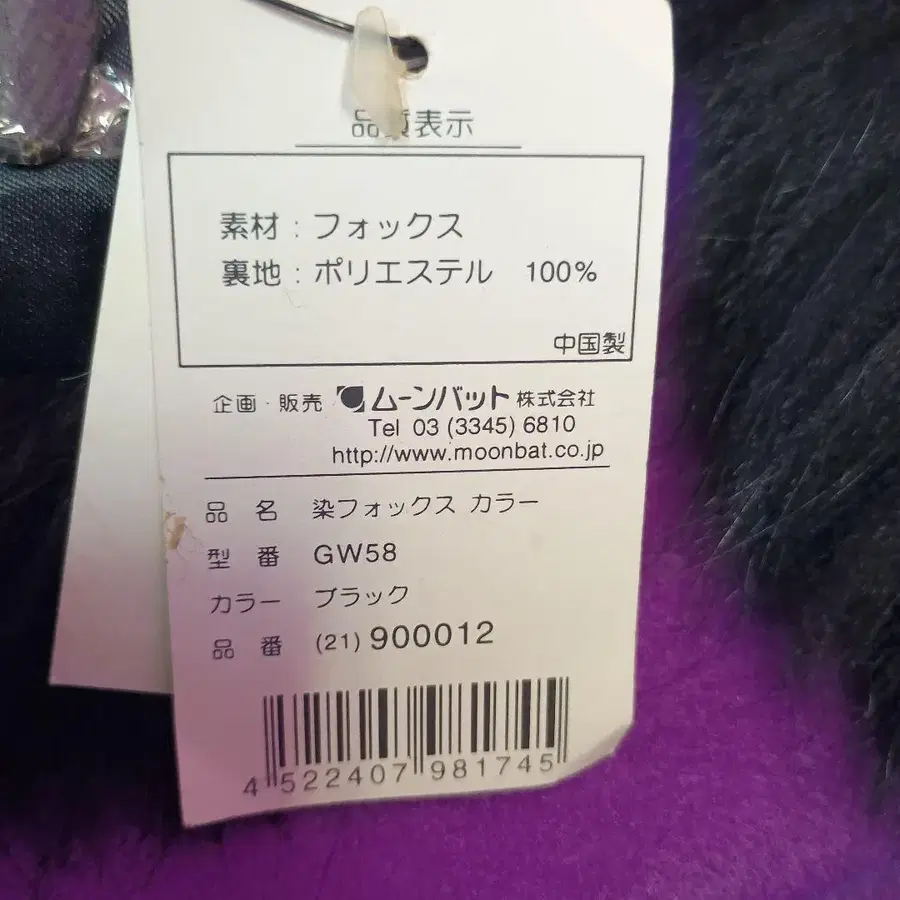 品質表示
素材：フォックス
裏地：ポリエステル 100%
中国製
企画・販売 ムーンバット株式会社
Tel 03 (3345) 6810
http://www.moonbat.co.jp
品 名 染フォックス カラー
型 番 GW58
カラー ブラック
品 番 (21) 900012
4 522407 981745